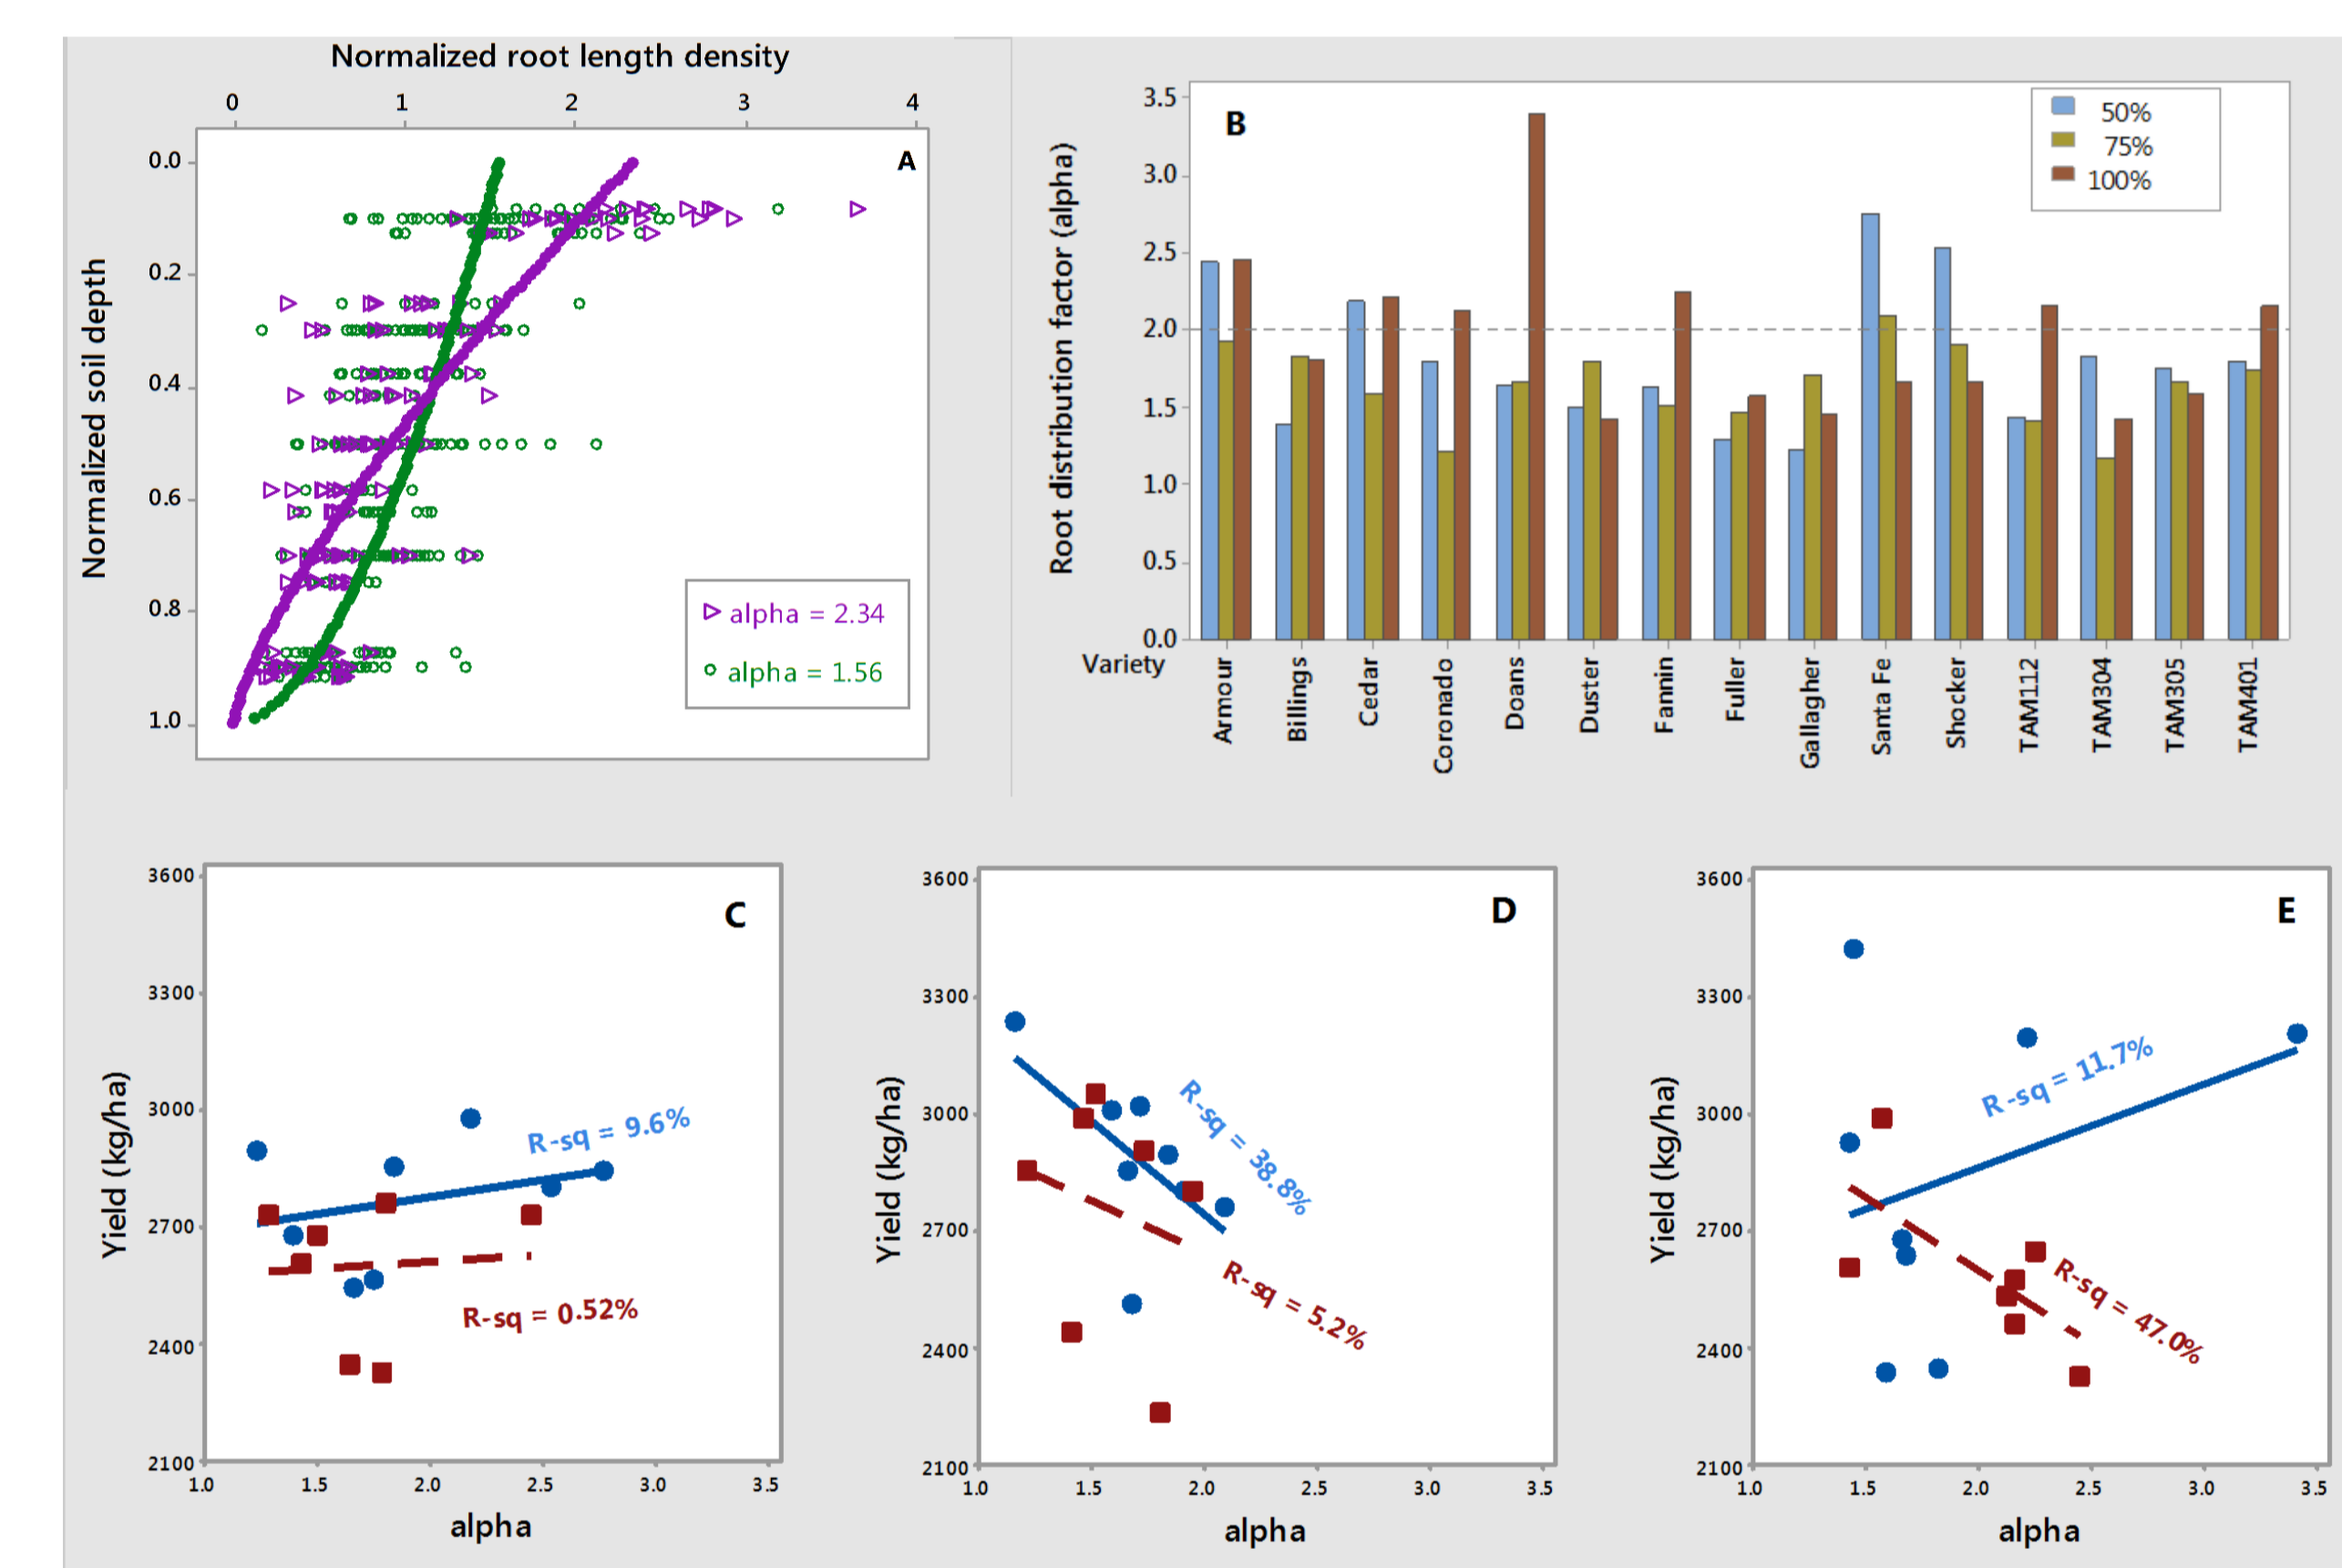 Normalized root length density
0 1 2 3 4
A
Normalized soil depth
0.0
0.2
0.4
0.6
0.8
1.0
alpha = 2.34
alpha = 1.56
B
Root distribution factor (alpha)
3.5
3.0
2.5
2.0
1.5
1.0
0.5
0.0
50%
75%
100%
Variety
Armour
Billings
Cedar
Coronado
Doans
Duster
Fannin
Fuller
Gallagher
Santa Fe
Shocker
TAM112
TAM304
TAM305
TAM401
C
Yield (kg/ha)
3600
3300
3000
2700
2400
2100
R-sq = 9.6%
R-sq = 0.52%
1.0 1.5 2.0 2.5 3.0 3.5
alpha
D
Yield (kg/ha)
3600
3300
3000
2700
2400
2100
R-sq = 38.8%
R-sq = 5.2%
1.0 1.5 2.0 2.5 3.0 3.5
alpha
E
Yield (kg/ha)
3600
3300
3000
2700
2400
2100
R-sq = 11.7%
R-sq = 47.0%
1.0 1.5 2.0 2.5 3.0 3.5
alpha